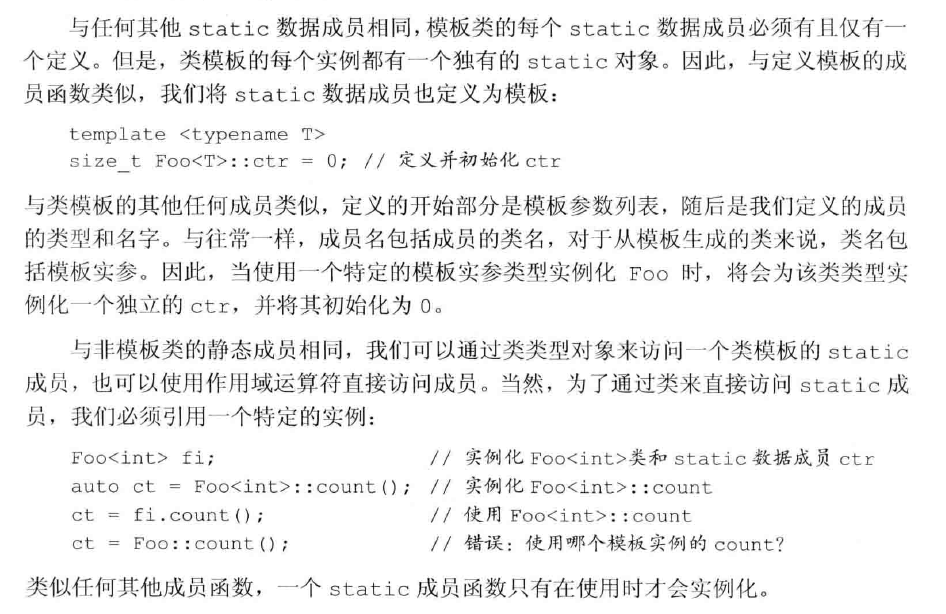 与任何其他 static 数据成员相同，模板类的每个 static 数据成员必须有且仅有一
个定义。但是，类模板的每个实例都有一个独有的 static 对象。因此，与定义模板的成
员函数类似，我们将 static 数据成员也定义为模板：
template <typename T>
size_t Foo<T>::ctr = 0; // 定义并初始化 ctr
与类模板的其他任何成员类似，定义的开始部分是模板参数列表，随后是我们定义的成员
的类型和名字。与往常一样，成员名包括成员的类名，对于从模板生成的类来说，类名包
括模板实参。因此，当使用一个特定的模板实参类型实例化 Foo 时，将会为该类类型实
例化一个独立的 ctr，并将其初始化为 0。
与非模板类的静态成员相同，我们可以通过类类型对象来访问一个类模板的 static
成员，也可以使用作用域运算符直接访问成员。当然，为了通过类来直接访问 static 成
员，我们必须引用一个特定的实例：
Foo<int> fi; // 实例化 Foo<int>类和 static 数据成员 ctr
auto ct = Foo<int>::count(); // 实例化 Foo<int>::count
ct = fi.count(); // 使用 Foo<int>::count
ct = Foo::count(); // 错误：使用哪个模板实例的 count?
类似任何其他成员函数，一个 static 成员函数只有在使用时才会实例化。